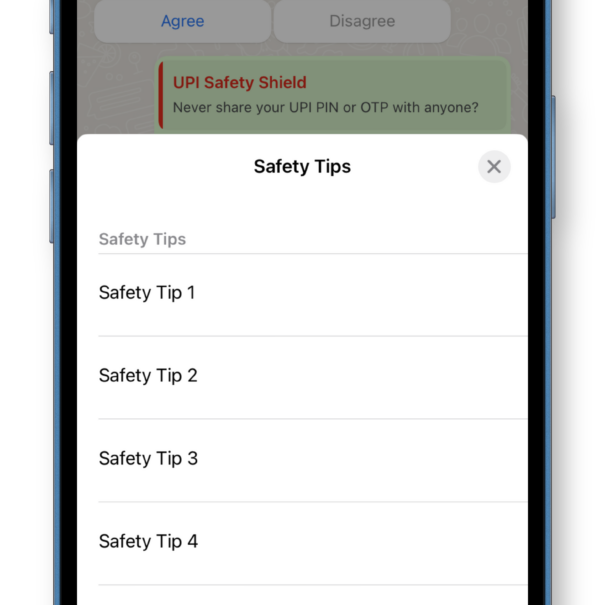 Agree
Disagree
UPI Safety Shield
Never share your UPI PIN or OTP with anyone?
Safety Tips
Safety Tips
Safety Tip 1
Safety Tip 2
Safety Tip 3
Safety Tip 4